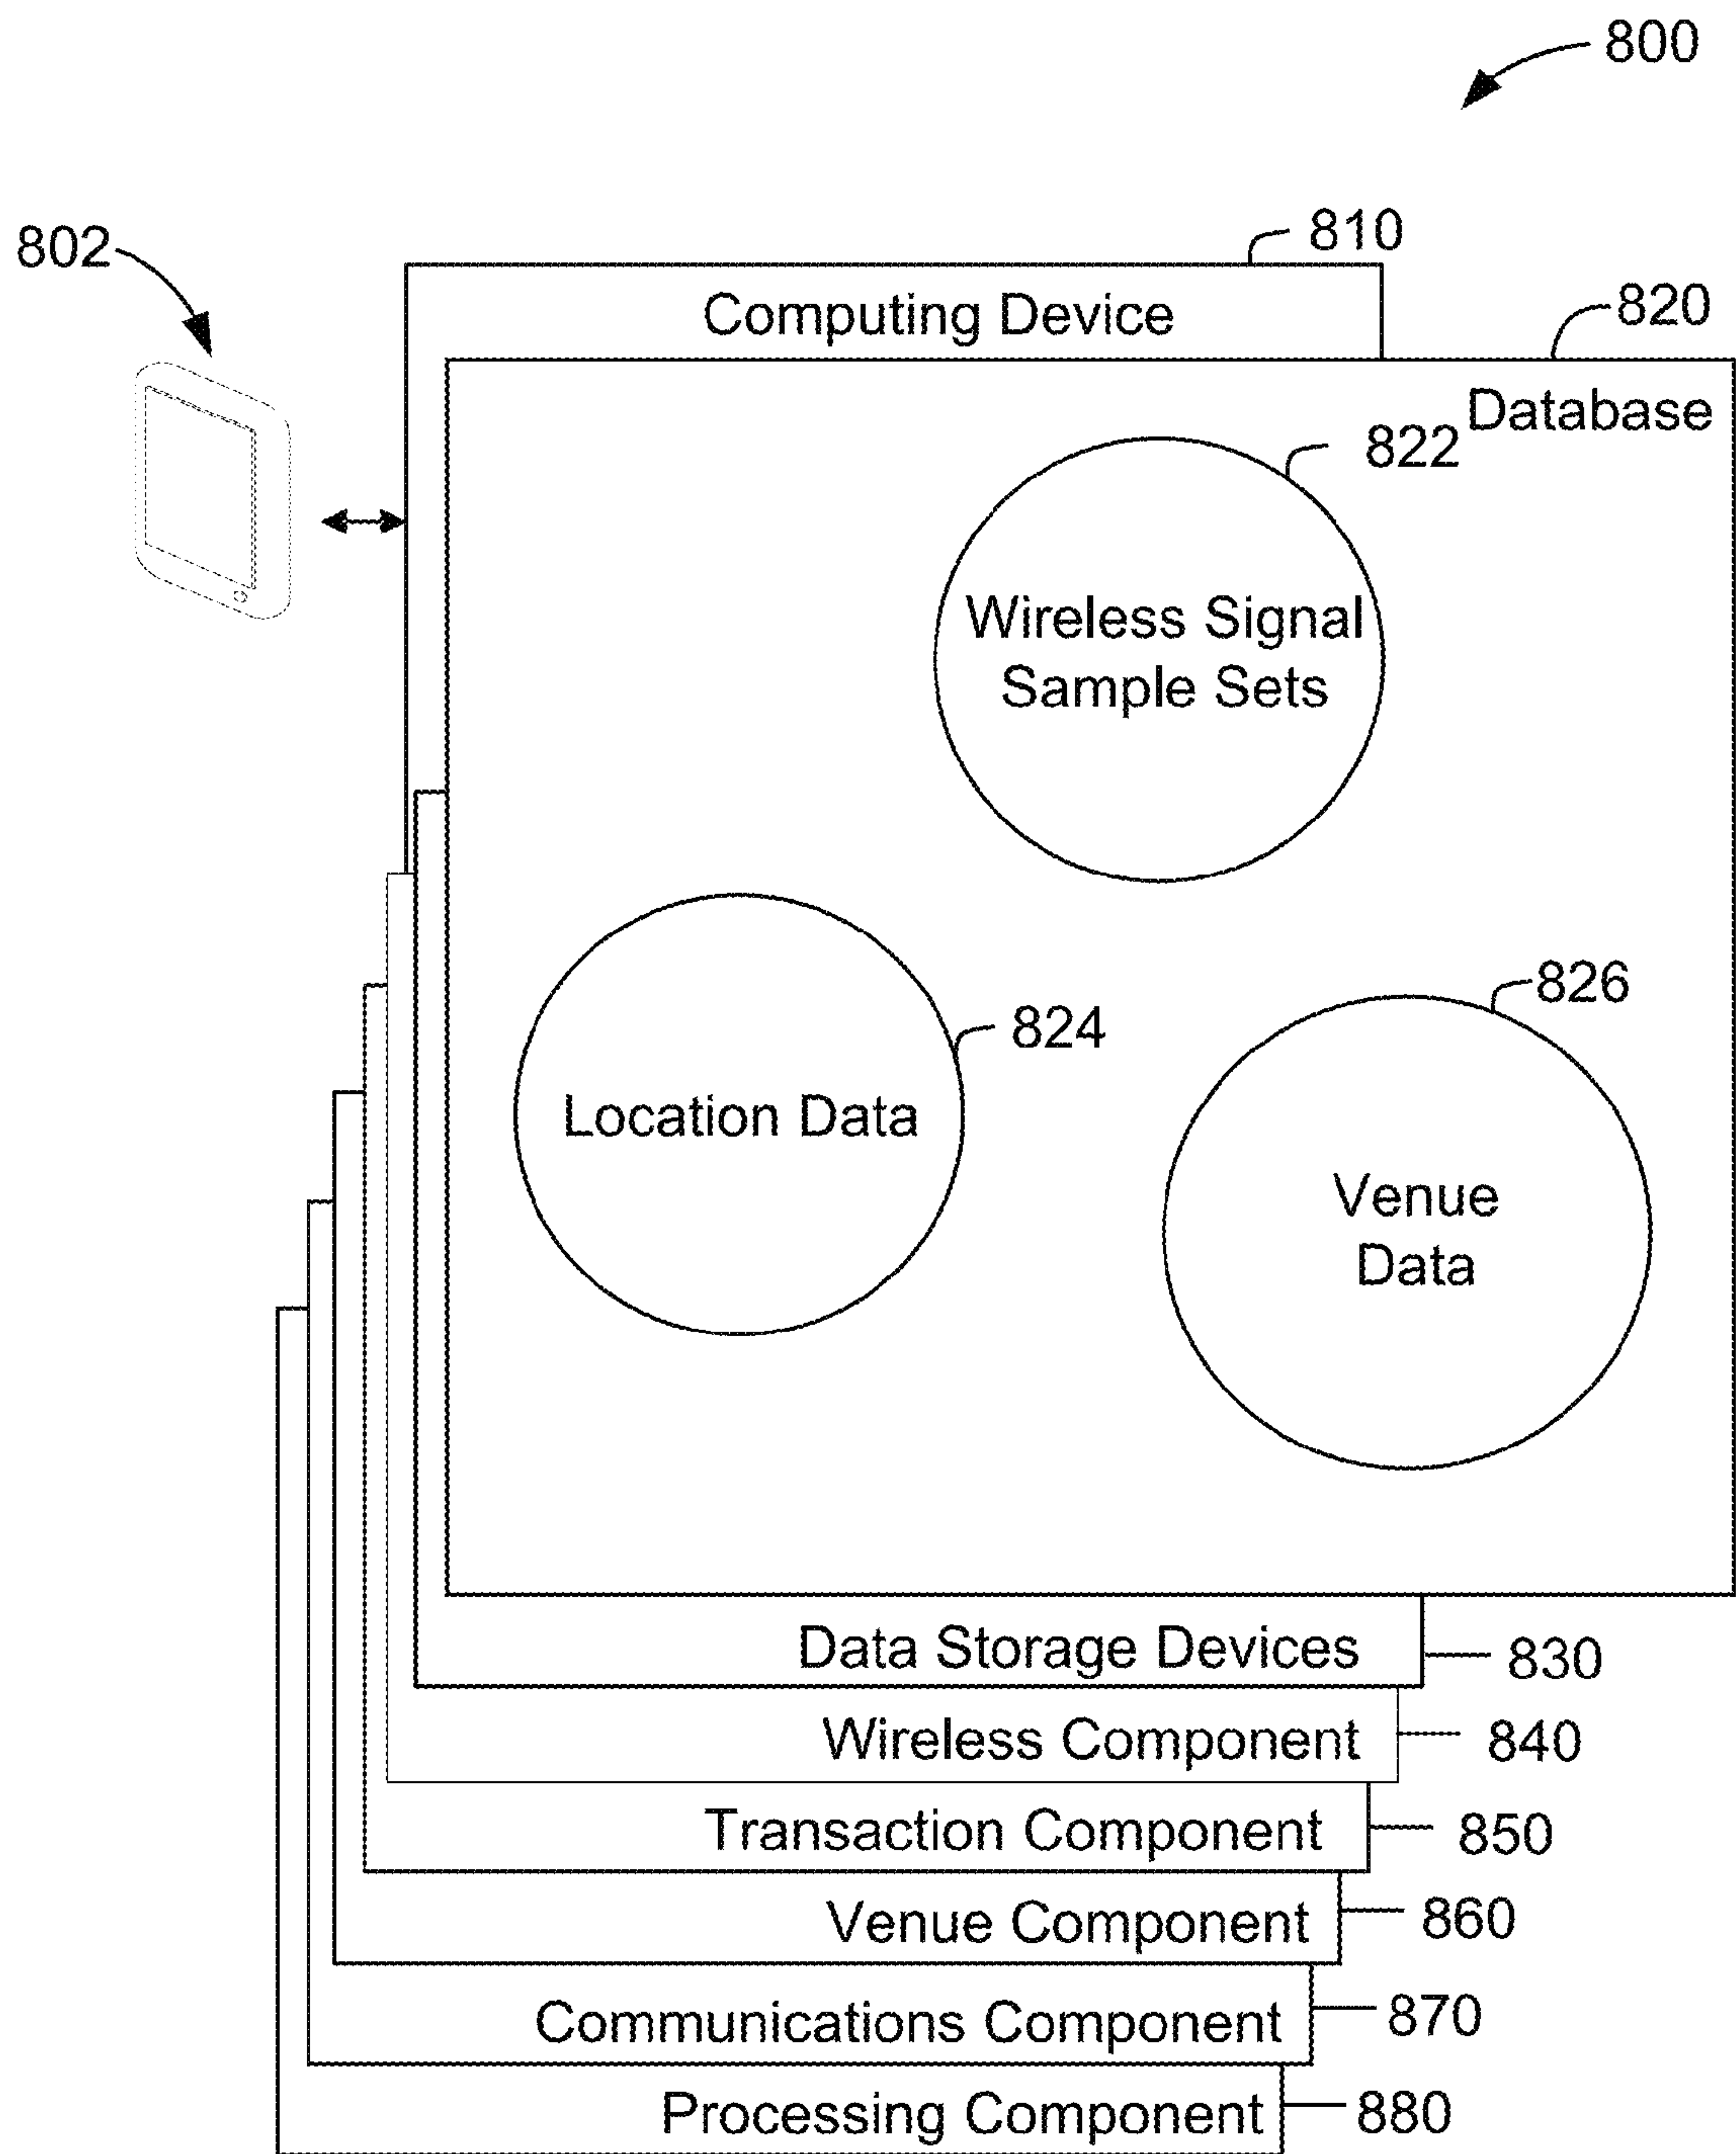 800
802
810
Computing Device
820
Database
822
Wireless Signal
Sample Sets
824
Location Data
826
Venue
Data
Data Storage Devices
830
Wireless Component
840
Transaction Component
850
Venue Component
860
Communications Component
870
Processing Component
880